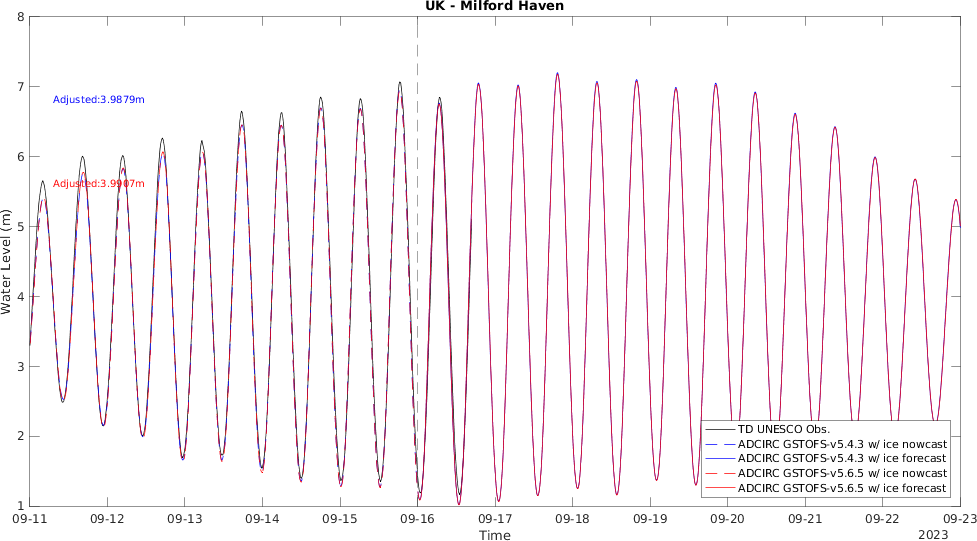 UK - Milford Haven
8
7
6
5
4
3
2
1
Water Level (m)
Adjusted:3.9879m
Adjusted:3.9907m
TD UNESCO Obs.
ADCIRC GSTOFS-v5.4.3 w/ ice nowcast
ADCIRC GSTOFS-v5.4.3 w/ ice forecast
ADCIRC GSTOFS-v5.6.5 w/ ice nowcast
ADCIRC GSTOFS-v5.6.5 w/ ice forecast
09-11 09-12 09-13 09-14 09-15 09-16 09-17 09-18 09-19 09-20 09-21 09-22 09-23
Time
2023